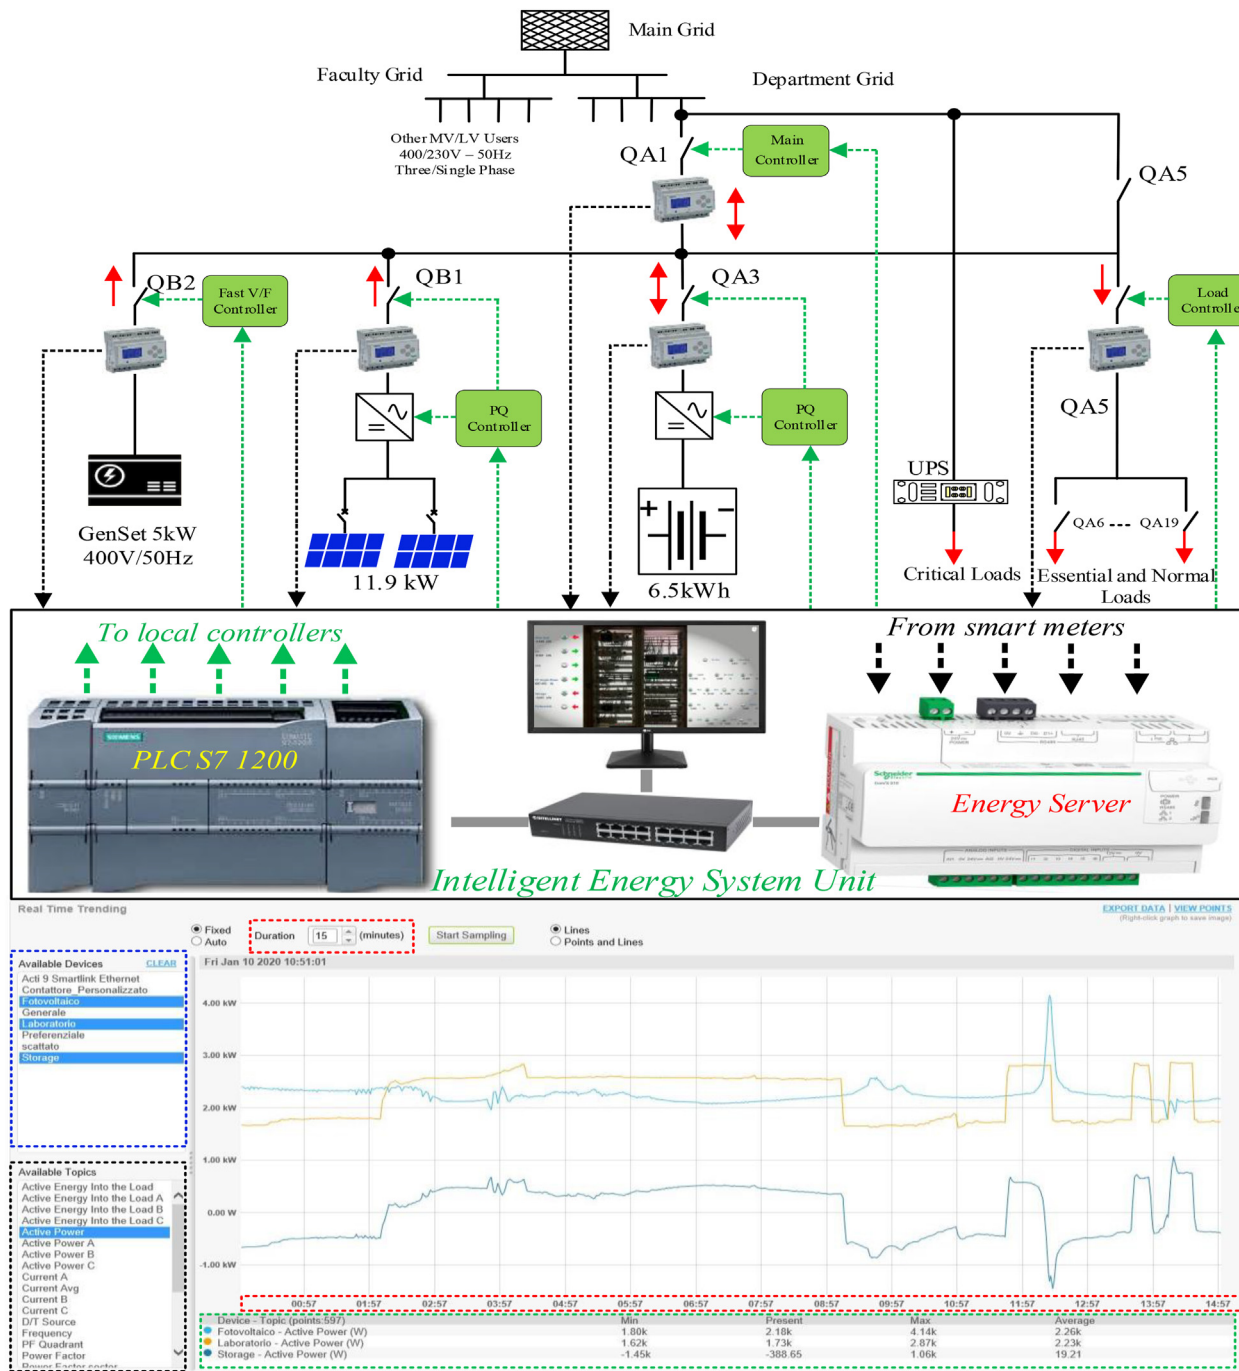 Main Grid
Faculty Grid
Department Grid
Other MV/LV Users
400/230V – 50Hz
Three/Single Phase
QA1
Main
Controller
QA5
QB2
Fast V/F
Controller
QB1
QA3
Load
Controller
PQ
Controller
PQ
Controller
QA5
UPS
GenSet 5kW
400V/50Hz
11.9 kW
6.5kWh
QA6 ---- QA19
Critical Loads
Essential and Normal
Loads
To local controllers
From smart meters
SIEMENS
PLC S7 1200
Schneider
Energy Server
Intelligent Energy System Unit
Real Time Trending
EXPORT DATA | VIEW POINTS
(Right-click graph to save image)
Fixed
Auto
Duration 15 (minutes)
Start Sampling
Lines
Points and Lines
Available Devices CLEAR
Acti 9 Smartlink Ethernet
Contattore_Personalizzato
Fotovoltaico
Generale
Laboratorio
Preferenziale
scattato
Storage
Available Topics
Active Energy Into the Load
Active Energy Into the Load A
Active Energy Into the Load B
Active Energy Into the Load C
Active Power
Active Power A
Active Power B
Active Power C
Current A
Current Avg
Current B
Current C
D/T Source
Frequency
PF Quadrant
Power Factor
Fri Jan 10 2020 10:51:01
4.00 kW
3.00 kW
2.00 kW
1.00 kW
0.00 W
-1.00 kW
00:57 01:57 02:57 03:57 04:57 05:57 06:57 07:57 08:57 09:57 10:57 11:57 12:57 13:57 14:57
Device - Topic (points:597) Min Present Max Average
Fotovoltaico - Active Power (W) 1.80k 2.18k 4.14k 2.26k
Laboratorio - Active Power (W) 1.62k 1.73k 2.87k 2.23k
Storage - Active Power (W) -1.45k -388.65 1.06k 19.21